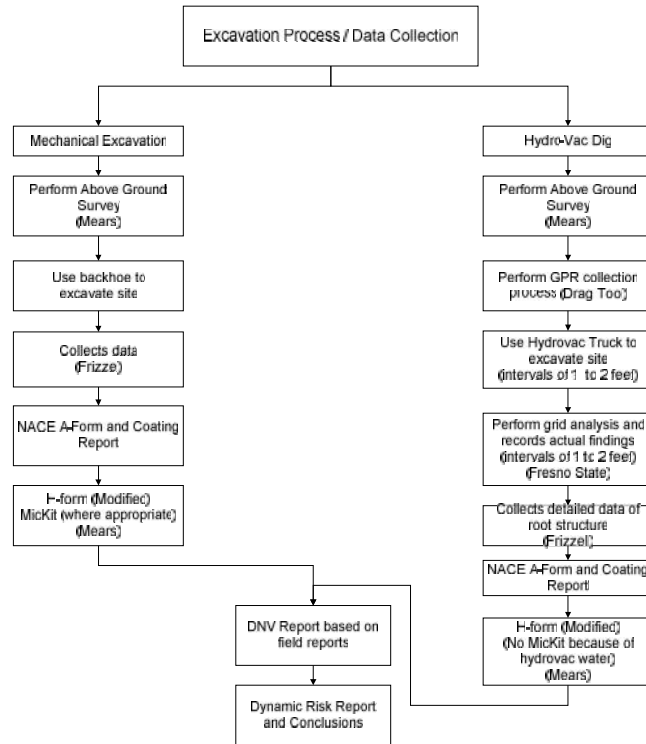 Excavation Process / Data Collection
Mechanical Excavation
Perform Above Ground
Survey
(Mears)
Use backhoe to
excavate site
Collects data
(Frizze)
NACE A-Form and Coating
Report
H-form (Modified)
MicKit (where appropriate)
(Mears)
Hydro-Vac Dig
Perform Above Ground
Survey
(Mears)
Perform GPR collection
process (Drag Too)
Use Hydrovac Truck to
excavate site
(intervals of 1 to 2 feet)
Perform grid analysis and
records actual findings
(intervals of 1 to 2 feet)
(Fresno State)
Collects detailed data of
root structure
(Frizzel)
NACE A-Form and Coating
Report
H-form (Modified)
(No MicKit because of
hydrovac water)
(Mears)
DNV Report based on
field reports
Dynamic Risk Report
and Conclusions